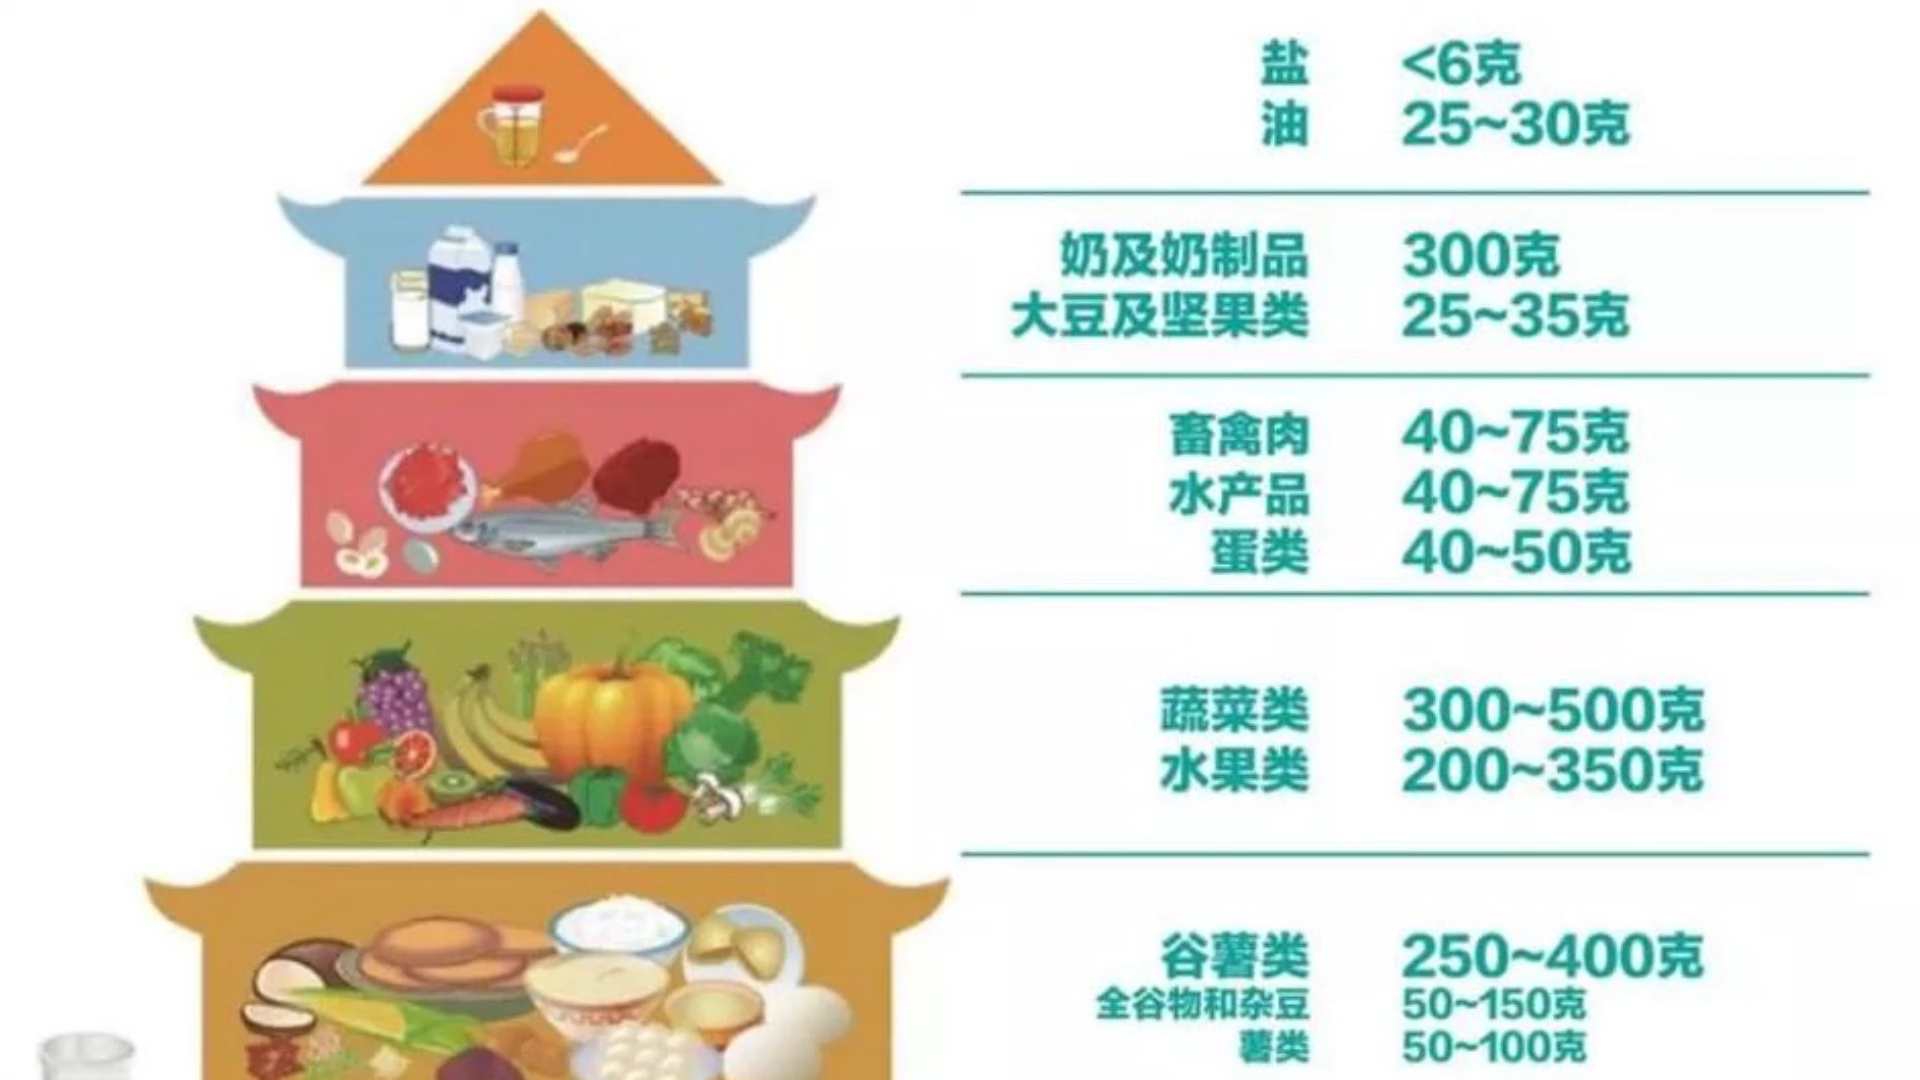 盐 <6克
油 25~30克
奶及奶制品 300克
大豆及坚果类 25~35克
畜禽肉 40~75克
水产品 40~75克
蛋类 40~50克
蔬菜类 300~500克
水果类 200~350克
谷薯类 250~400克
全谷物和杂豆 50~150克
薯类 50~100克